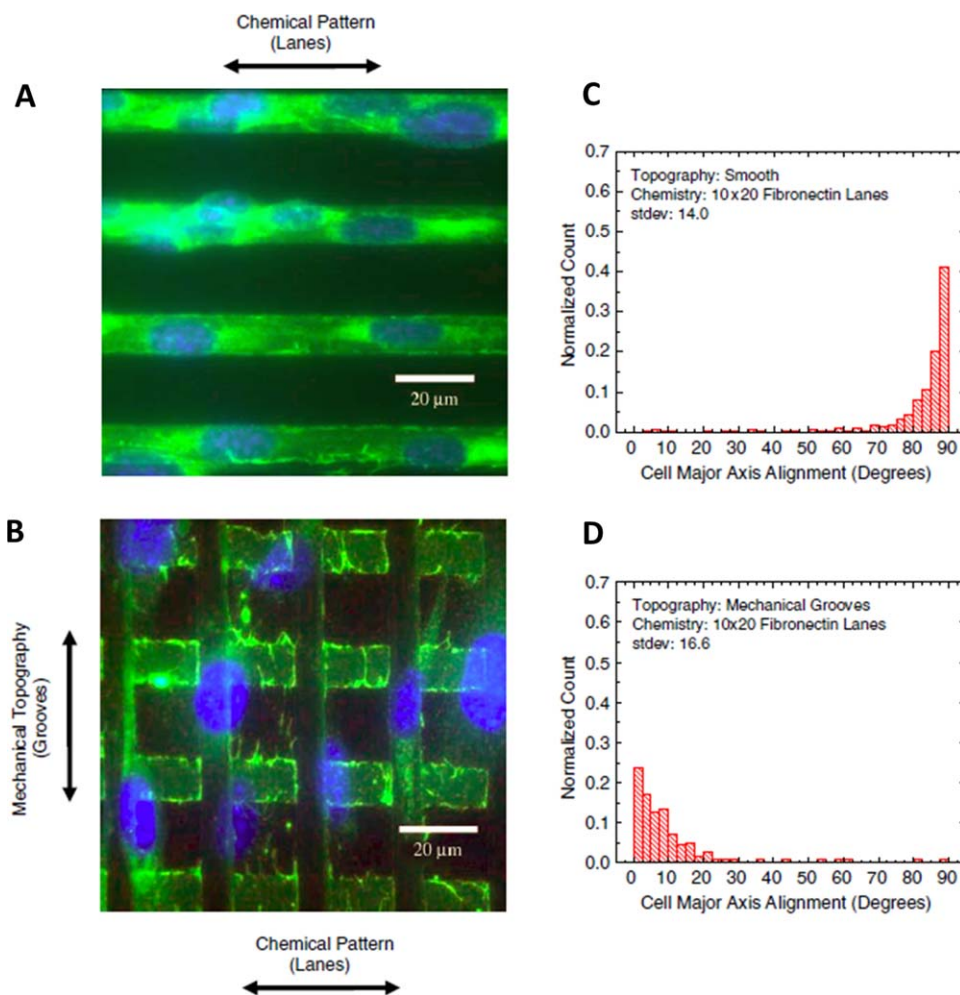 Chemical Pattern
(Lanes)
A
20 µm
C
0.7
0.6
0.5
0.4
0.3
0.2
0.1
0.0
Normalized Count
Topography: Smooth
Chemistry: 10x20 Fibronectin Lanes
stdev: 14.0
0 10 20 30 40 50 60 70 80 90
Cell Major Axis Alignment (Degrees)
B
Mechanical Topography
(Grooves)
20 µm
Chemical Pattern
(Lanes)
D
0.7
0.6
0.5
0.4
0.3
0.2
0.1
0.0
Normalized Count
Topography: Mechanical Grooves
Chemistry: 10x20 Fibronectin Lanes
stdev: 16.6
0 10 20 30 40 50 60 70 80 90
Cell Major Axis Alignment (Degrees)